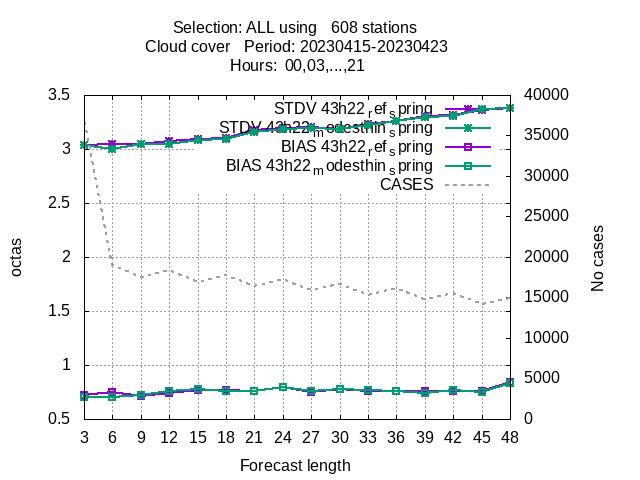 Selection: ALL using   608 stations
Cloud cover   Period: 20230415-20230423
Hours:  00,03,...,21
STDV 43h22_ref_spring
STDV 43h22_modesthin_spring
BIAS 43h22_ref_spring
BIAS 43h22_modesthin_spring
CASES
3.5
3
2.5
2
1.5
1
0.5
octas
40000
35000
30000
25000
20000
15000
10000
5000
0
No cases
3 6 9 12 15 18 21 24 27 30 33 36 39 42 45 48
Forecast length